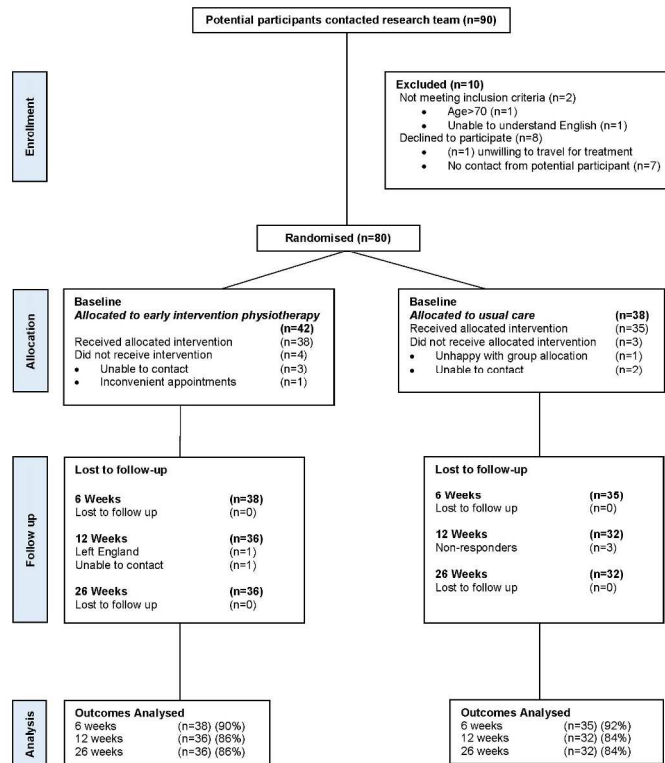 Potential participants contacted research team (n=90)
Enrollment
Excluded (n=10)
Not meeting inclusion criteria (n=2)
• Age>70 (n=1)
• Unable to understand English (n=1)
Declined to participate (n=8)
• (n=1) unwilling to travel for treatment
• No contact from potential participant (n=7)
Randomised (n=80)
Allocation
Baseline
Allocated to early intervention physiotherapy
(n=42)
Received allocated intervention (n=38)
Did not receive intervention (n=4)
• Unable to contact (n=3)
• Inconvenient appointments (n=1)
Baseline
Allocated to usual care (n=38)
Received allocated intervention (n=35)
Did not receive allocated intervention (n=3)
• Unhappy with group allocation (n=1)
• Unable to contact (n=2)
Follow up
Lost to follow-up
6 Weeks (n=38)
Lost to follow up (n=0)
12 Weeks (n=36)
Left England (n=1)
Unable to contact (n=1)
26 Weeks (n=36)
Lost to follow up (n=0)
Lost to follow-up
6 Weeks (n=35)
Lost to follow up (n=0)
12 Weeks (n=32)
Non-responders (n=3)
26 Weeks (n=32)
Lost to follow up (n=0)
Analysis
Outcomes Analysed
6 weeks (n=38) (90%)
12 weeks (n=36) (86%)
26 weeks (n=36) (86%)
Outcomes Analysed
6 weeks (n=35) (92%)
12 weeks (n=32) (84%)
26 weeks (n=32) (84%)